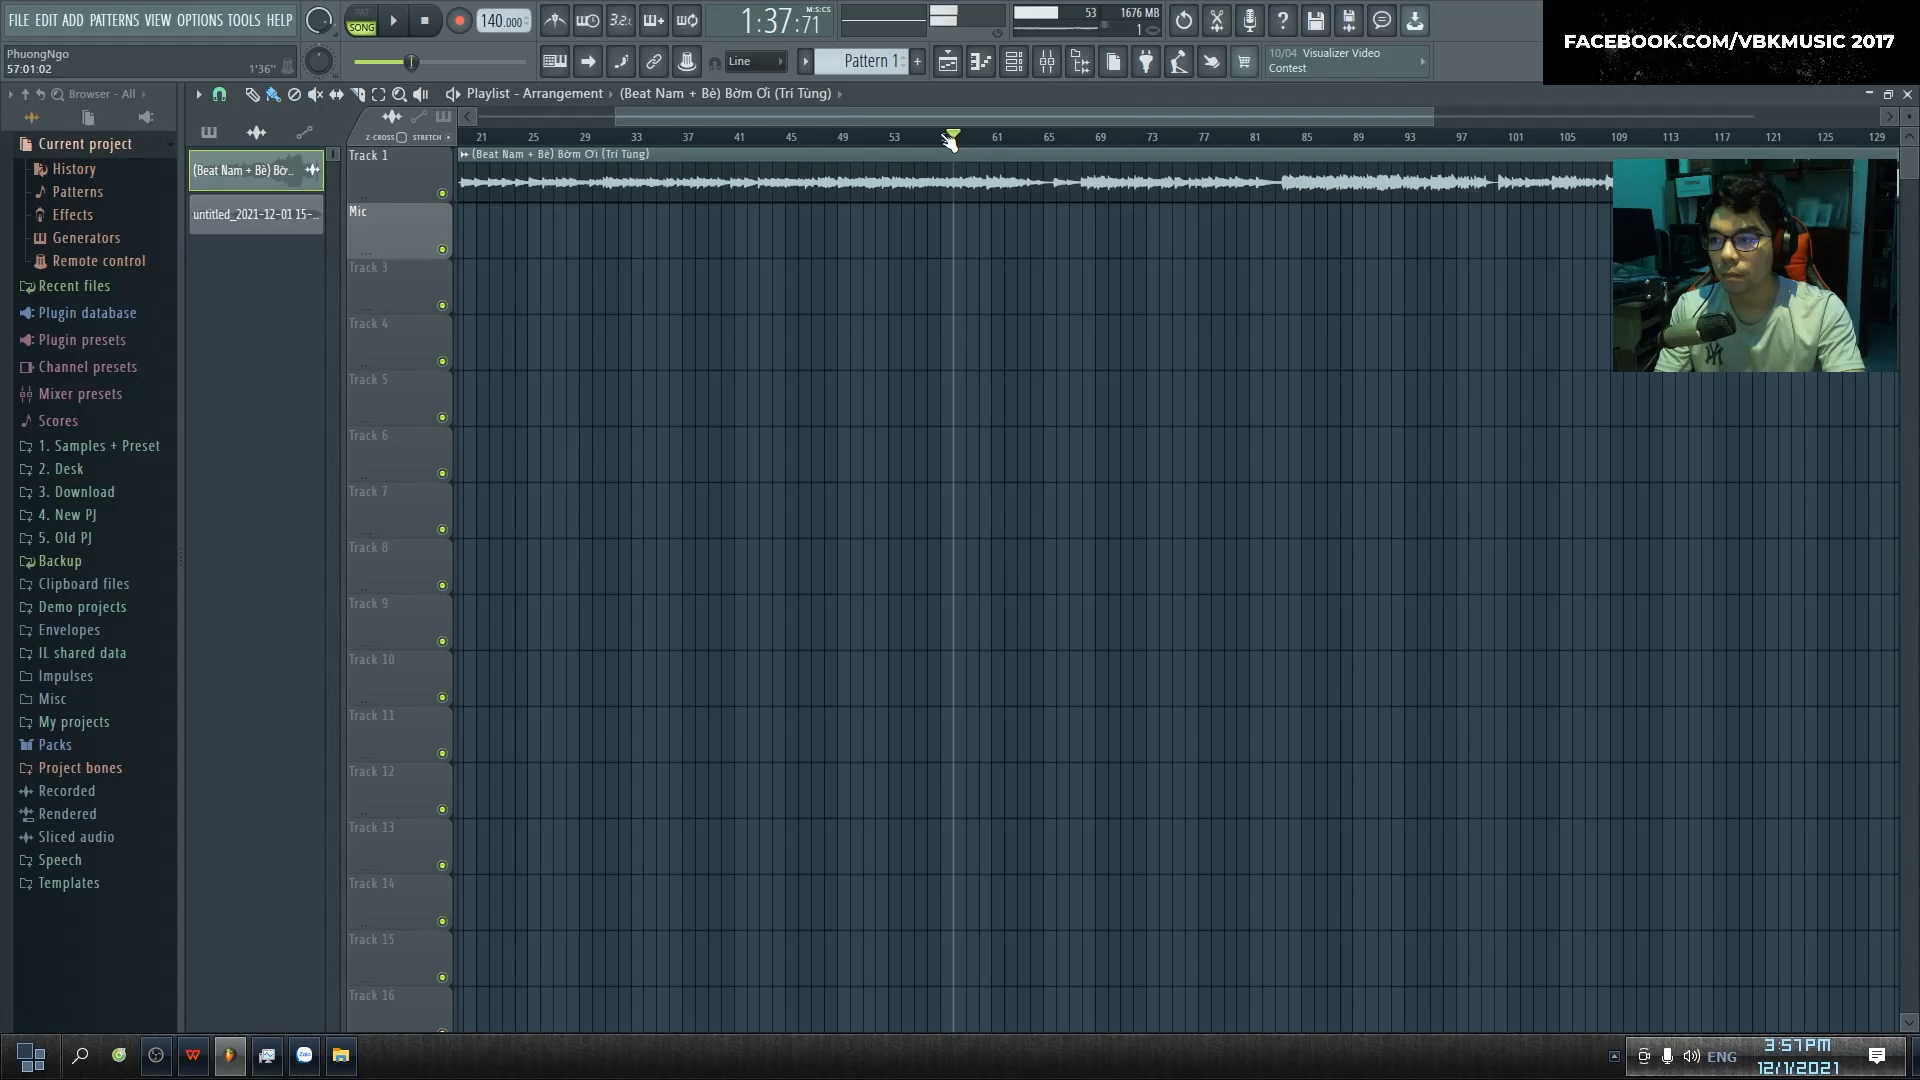 FILE EDIT ADD PATTERNS VIEW OPTIONS TOOLS HELP
PhuongNgo
57:01:02
1'36"
PAT
SONG
140.000
3.2.
1:37:71
M:S:CS
53
1676 MB
1
Line
Pattern 1
10/04 Visualizer Video
Contest
FACEBOOK.COM/VBKMUSIC 2017
Browser - All
Playlist - Arrangement
(Beat Nam + Bè) Bờm Ơi (Trí Tùng)
Z-CROSS
STRETCH
21 25 29 33 37 41 45 49 53 61 65 69 73 77 81 85 89 93 97 101 105 109 113 117 121 125 129
Current project
History
Patterns
Effects
Generators
Remote control
Recent files
Plugin database
Plugin presets
Channel presets
Mixer presets
Scores
1. Samples + Preset
2. Desk
3. Download
4. New PJ
5. Old PJ
Backup
Clipboard files
Demo projects
Envelopes
IL shared data
Impulses
Misc
My projects
Packs
Project bones
Recorded
Rendered
Sliced audio
Speech
Templates
(Beat Nam + Bè) Bờ..
untitled_2021-12-01 15-..
Track 1
(Beat Nam + Bè) Bờm Ơi (Trí Tùng)
Mic
Track 3
Track 4
Track 5
Track 6
Track 7
Track 8
Track 9
Track 10
Track 11
Track 12
Track 13
Track 14
Track 15
Track 16
ENG
3:57PM
12/1/2021